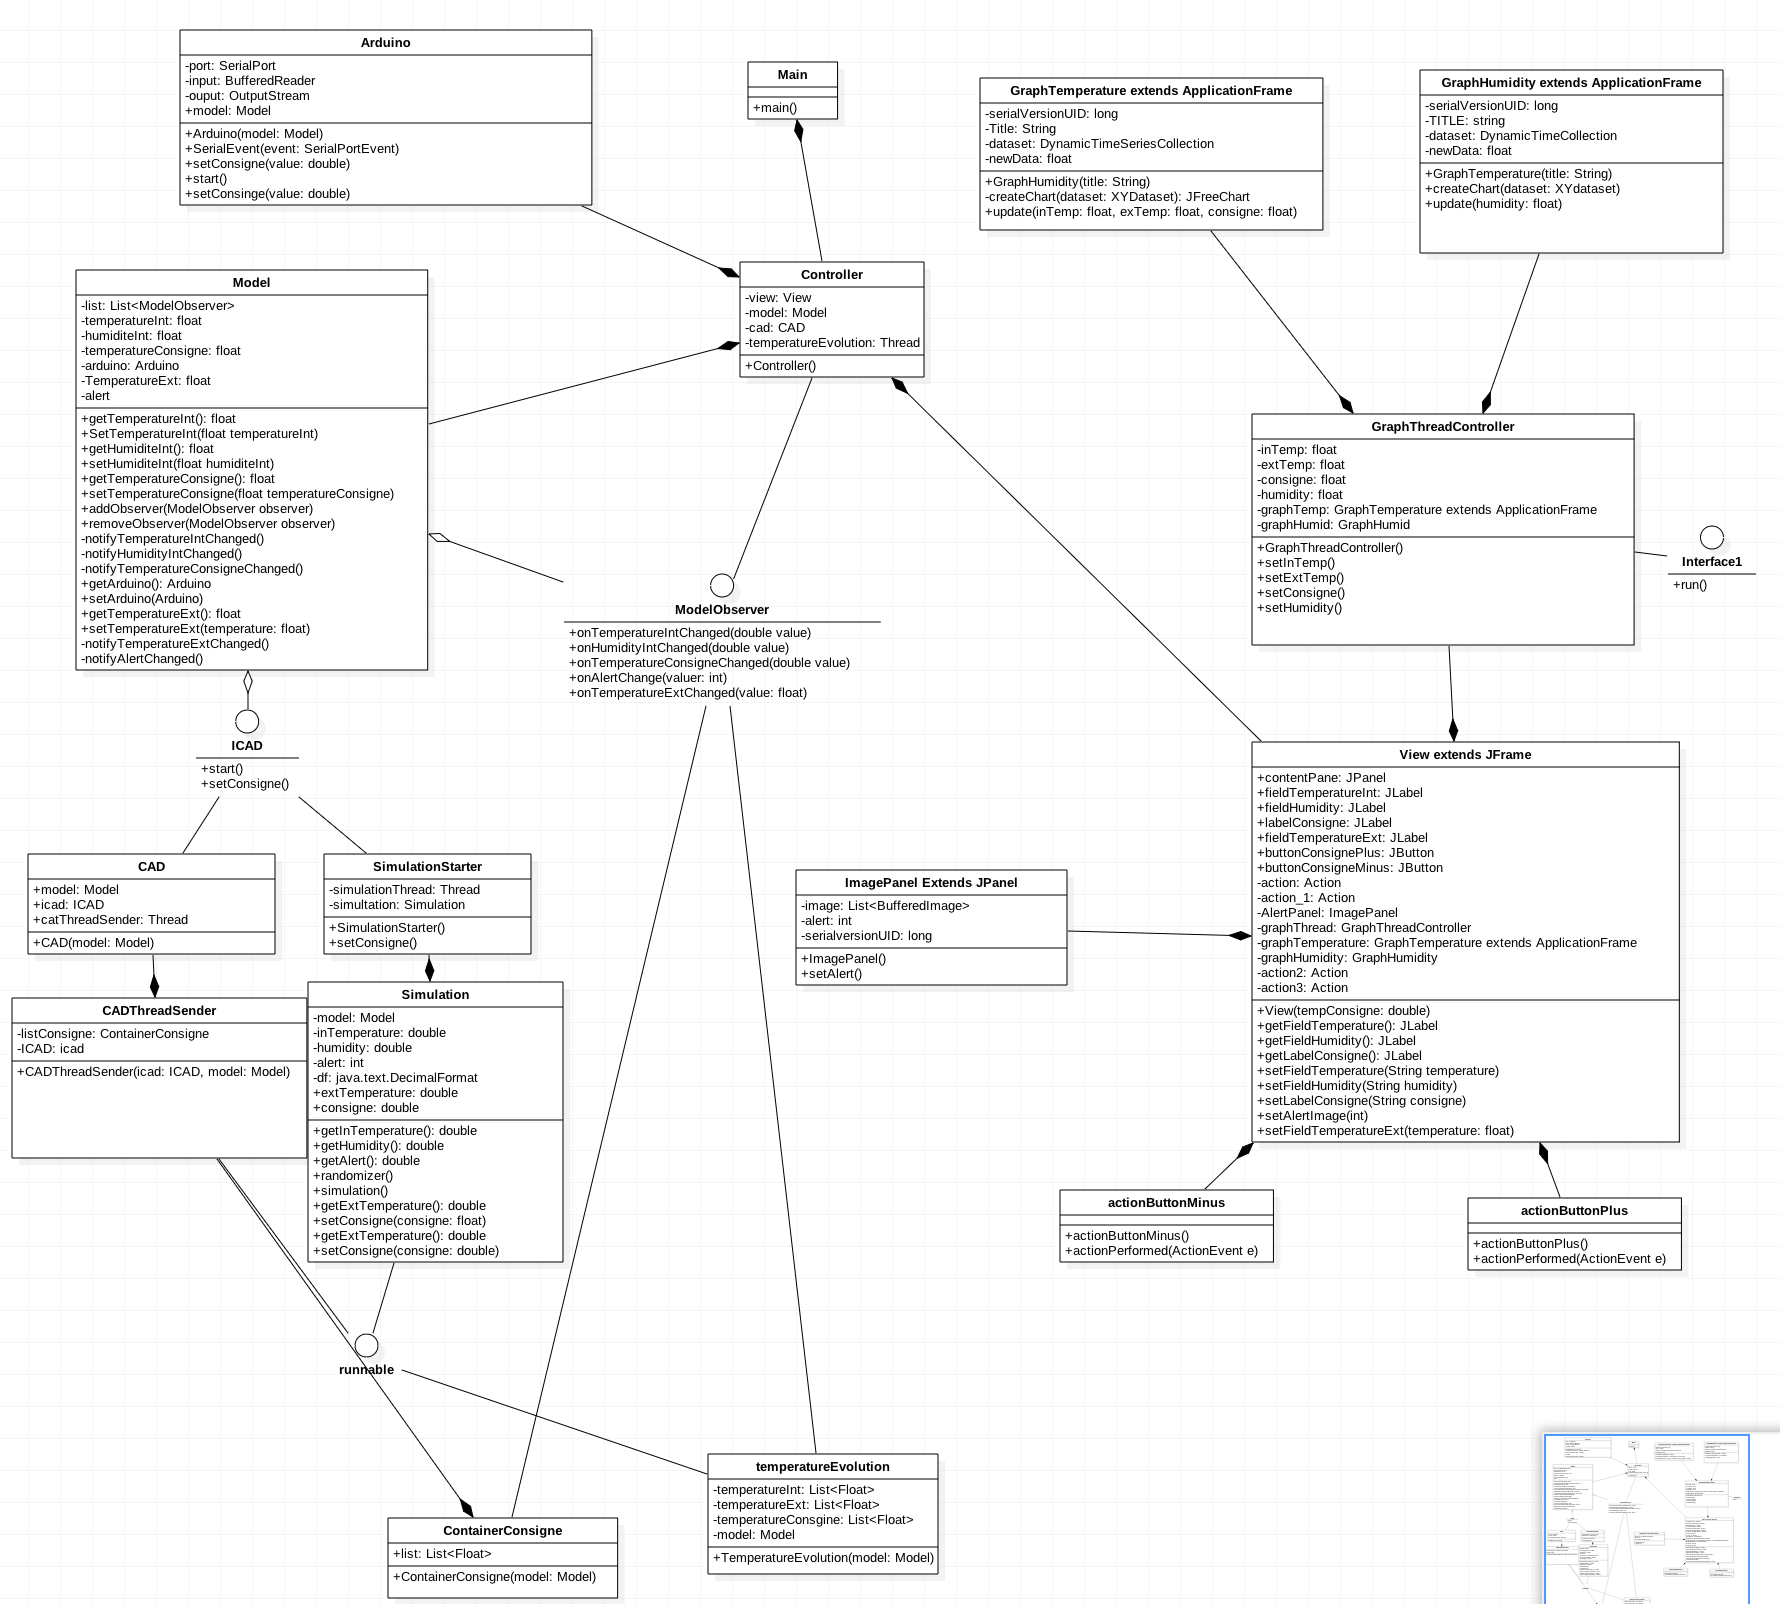 Arduino
-port: SerialPort
-input: BufferedReader
-ouput: OutputStream
+model: Model
+Arduino(model: Model)
+SerialEvent(event: SerialPortEvent)
+setConsigne(value: double)
+start()
+setConsinge(value: double)
Main
+main()
GraphTemperature extends ApplicationFrame
-serialVersionUID: long
-Title: String
-dataset: DynamicTimeSeriesCollection
-newData: float
+GraphHumidity(title: String)
-createChart(dataset: XYDataset): JFreeChart
+update(inTemp: float, exTemp: float, consigne: float)
GraphHumidity extends ApplicationFrame
-serialVersionUID: long
-TITLE: string
-dataset: DynamicTimeCollection
-newData: float
+GraphTemperature(title: String)
+createChart(dataset: XYdataset)
+update(humidity: float)
Model
-list: List<ModelObserver>
-temperatureInt: float
-humiditeInt: float
-temperatureConsigne: float
-arduino: Arduino
-TemperatureExt: float
-alert
+getTemperatureInt(): float
+SetTemperatureInt(float temperatureInt)
+getHumiditeInt(): float
+setHumiditeInt(float humiditeInt)
+getTemperatureConsigne(): float
+setTemperatureConsigne(float temperatureConsigne)
+addObserver(ModelObserver observer)
+removeObserver(ModelObserver observer)
-notifyTemperatureIntChanged()
-notifyHumidityIntChanged()
-notifyTemperatureConsigneChanged()
+getArduino(): Arduino
+setArduino(Arduino)
+getTemperatureExt(): float
+setTemperatureExt(temperature: float)
-notifyTemperatureExtChanged()
-notifyAlertChanged()
Controller
-view: View
-model: Model
-cad: CAD
-temperatureEvolution: Thread
+Controller()
GraphThreadController
-inTemp: float
-extTemp: float
-consigne: float
-humidity: float
-graphTemp: GraphTemperature extends ApplicationFrame
-graphHumid: GraphHumid
+GraphThreadController()
+setInTemp()
+setExtTemp()
+setConsigne()
+setHumidity()
Interface1
+run()
ModelObserver
+onTemperatureIntChanged(double value)
+onHumidityIntChanged(double value)
+onTemperatureConsigneChanged(double value)
+onAlertChange(valuer: int)
+onTemperatureExtChanged(value: float)
ICAD
+start()
+setConsigne()
CAD
+model: Model
+icad: ICAD
+catThreadSender: Thread
+CAD(model: Model)
SimulationStarter
-simulationThread: Thread
-simultation: Simulation
+SimulationStarter()
+setConsigne()
ImagePanel Extends JPanel
-image: List<BufferedImage>
-alert: int
-serialversionUID: long
+ImagePanel()
+setAlert()
View extends JFrame
+contentPane: JPanel
+fieldTemperatureInt: JLabel
+fieldHumidity: JLabel
+labelConsigne: JLabel
+fieldTemperatureExt: JLabel
+buttonConsignePlus: JButton
+buttonConsigneMinus: JButton
-action: Action
-action_1: Action
-AlertPanel: ImagePanel
-graphThread: GraphThreadController
-graphTemperature: GraphTemperature extends ApplicationFrame
-graphHumidity: GraphHumidity
-action2: Action
-action3: Action
+View(tempConsigne: double)
+getFieldTemperature(): JLabel
+getFieldHumidity(): JLabel
+getLabelConsigne(): JLabel
+setFieldTemperature(String temperature)
+setFieldHumidity(String humidity)
+setLabelConsigne(String consigne)
+setAlertImage(int)
+setFieldTemperatureExt(temperature: float)
CADThreadSender
-listConsigne: ContainerConsigne
-ICAD: icad
+CADThreadSender(icad: ICAD, model: Model)
Simulation
-model: Model
-inTemperature: double
-humidity: double
-alert: int
-df: java.text.DecimalFormat
+extTemperature: double
+consigne: double
+getInTemperature(): double
+getHumidity(): double
+getAlert(): double
+randomizer()
+simulation()
+getExtTemperature(): double
+setConsigne(consigne: float)
+getExtTemperature(): double
+setConsigne(consigne: double)
actionButtonMinus
+actionButtonMinus()
+actionPerformed(ActionEvent e)
actionButtonPlus
+actionButtonPlus()
+actionPerformed(ActionEvent e)
runnable
temperatureEvolution
-temperatureInt: List<Float>
-temperatureExt: List<Float>
-temperatureConsgine: List<Float>
-model: Model
+TemperatureEvolution(model: Model)
ContainerConsigne
+list: List<Float>
+ContainerConsigne(model: Model)